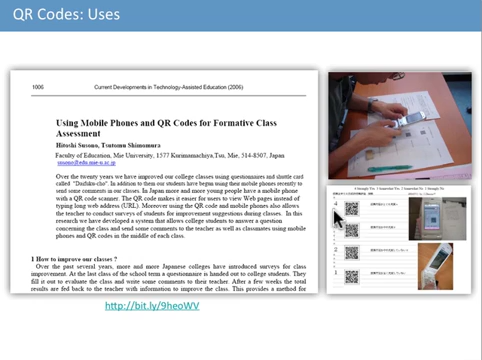 QR Codes: Uses
1006 Current Developments in Technology-Assisted Education (2006)
Using Mobile Phones and QR Codes for Formative Class
Assessment
Hitoshi Susono, Tsutomu Shimomura
Faculty of Education, Mie University, 1577 Kurimamachiya, Tsu, Mie, 514-8507, Japan
susono@edu.mie-u.ac.jp
Over the twenty years we have improved our college classes using questionnaires and shuttle card
called "Daifuku-cho". In addition to them our students have begun using their mobile phones recently to
send some comments in our classes. In Japan more and more young people have a mobile phone
with a QR code scanner. The QR code makes it easier for users to view Web pages instead of
typing long web address (URL). Moreover using the QR code and mobile phones also allows
the teacher to conduct surveys of students for improvement suggestions during classes. In this
research we have developed a system which allows college students to answer a question
concerning the class and send some comments to the teacher as well as classmates using mobile
phones and QR codes in the middle of each class.
1 How to improve our classes ?
Over the past several years, more and more Japanese colleges have introduced surveys for class
improvement. At the last class of the school term a questionnaire is handed out to college students. They
fill it out to evaluate the class and write some comments to their teacher. After a few weeks the total
results are fed back to the teacher with information to improve the class. This provides a method for
4
3
2
1
http://bit.ly/9heoWV